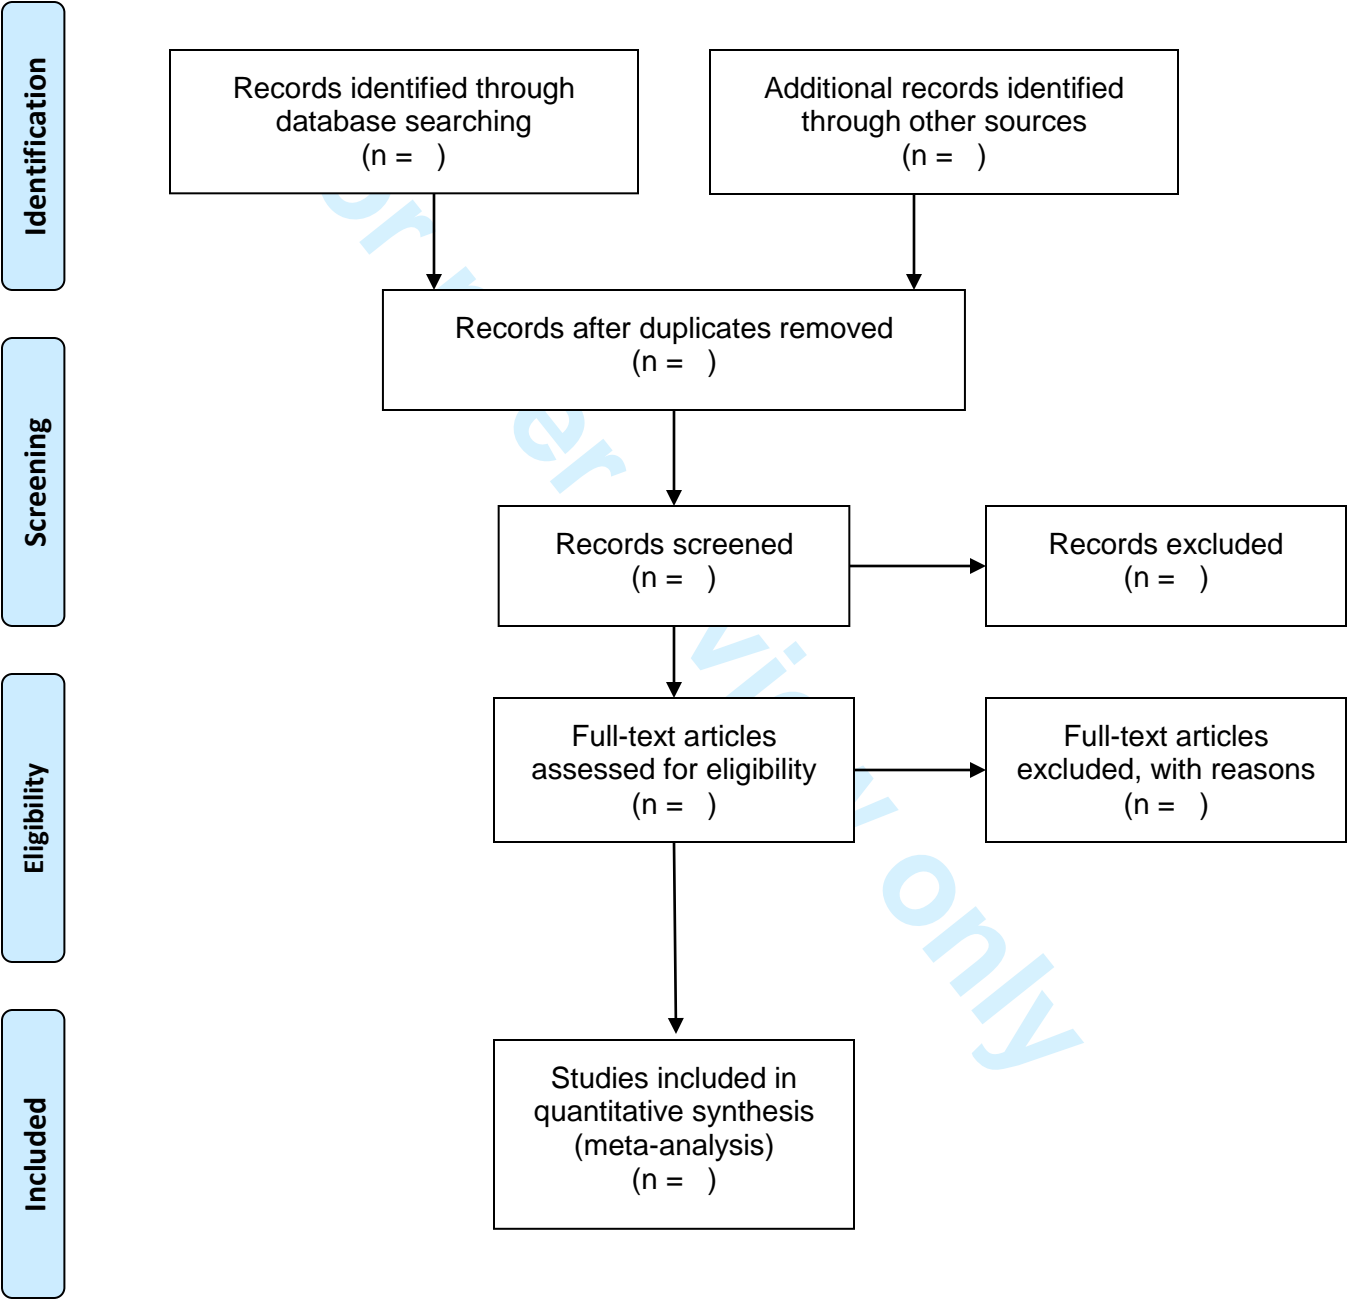 Identification
Records identified through
database searching
(n =   )
Additional records identified
through other sources
(n =   )
Records after duplicates removed
(n =   )
Screening
Records screened
(n =   )
Records excluded
(n =   )
Eligibility
Full-text articles
assessed for eligibility
(n =   )
Full-text articles
excluded, with reasons
(n =   )
Included
Studies included in
quantitative synthesis
(meta-analysis)
(n =   )
only